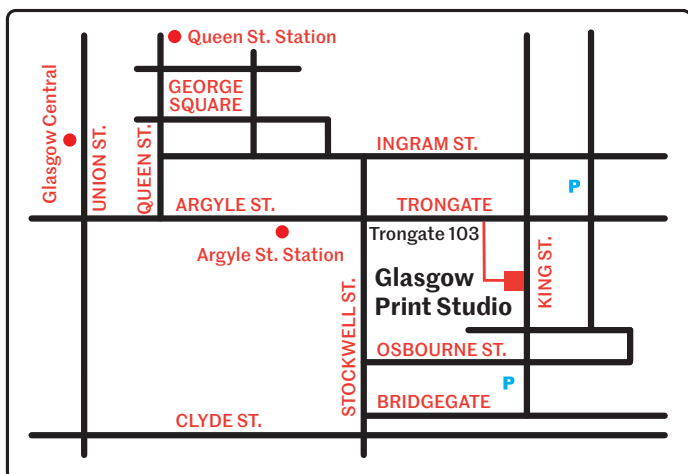 Queen St. Station
GEORGE
SQUARE
Glasgow Central
UNION ST.
QUEEN ST.
INGRAM ST.
P
ARGYLE ST.
TRONGATE
Trongate 103
Argyle St. Station
Glasgow
Print Studio
KING ST.
STOCKWELL ST.
OSBOURNE ST.
P
BRIDGEGATE
CLYDE ST.